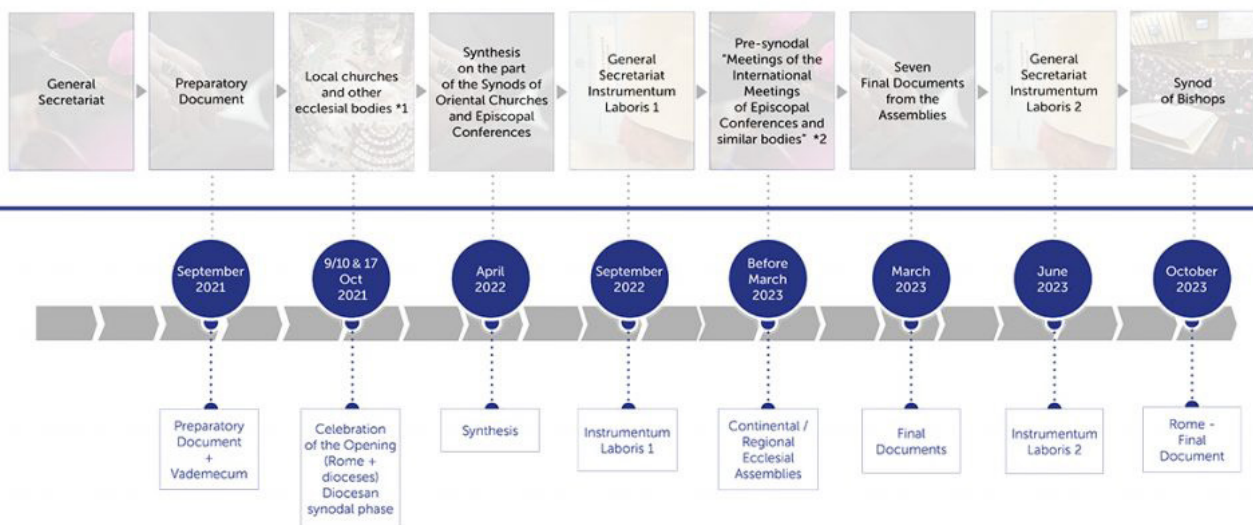 General
Secretariat
Preparatory
Document
Local churches
and other
ecclesial bodies *1
Synthesis
on the part
of the Synods of
Oriental Churches
and Episcopal
Conferences
General
Secretariat
Instrumentum
Laboris 1
Pre-synodal
"Meetings of the
International
Meetings
of Episcopal
Conferences and
similar bodies" *2
Seven
Final Documents
from the
Assemblies
General
Secretariat
Instrumentum
Laboris 2
Synod
of Bishops
September
2021
9/10 & 17
Oct
2021
April
2022
September
2022
Before
March
2023
March
2023
June
2023
October
2023
Preparatory
Document
+
Vademecum
Celebration
of the Opening
(Rome +
dioceses)
Diocesan
synodal phase
Synthesis
Instrumentum
Laboris 1
Continental /
Regional
Ecclesial
Assemblies
Final
Documents
Instrumentum
Laboris 2
Rome -
Final
Document